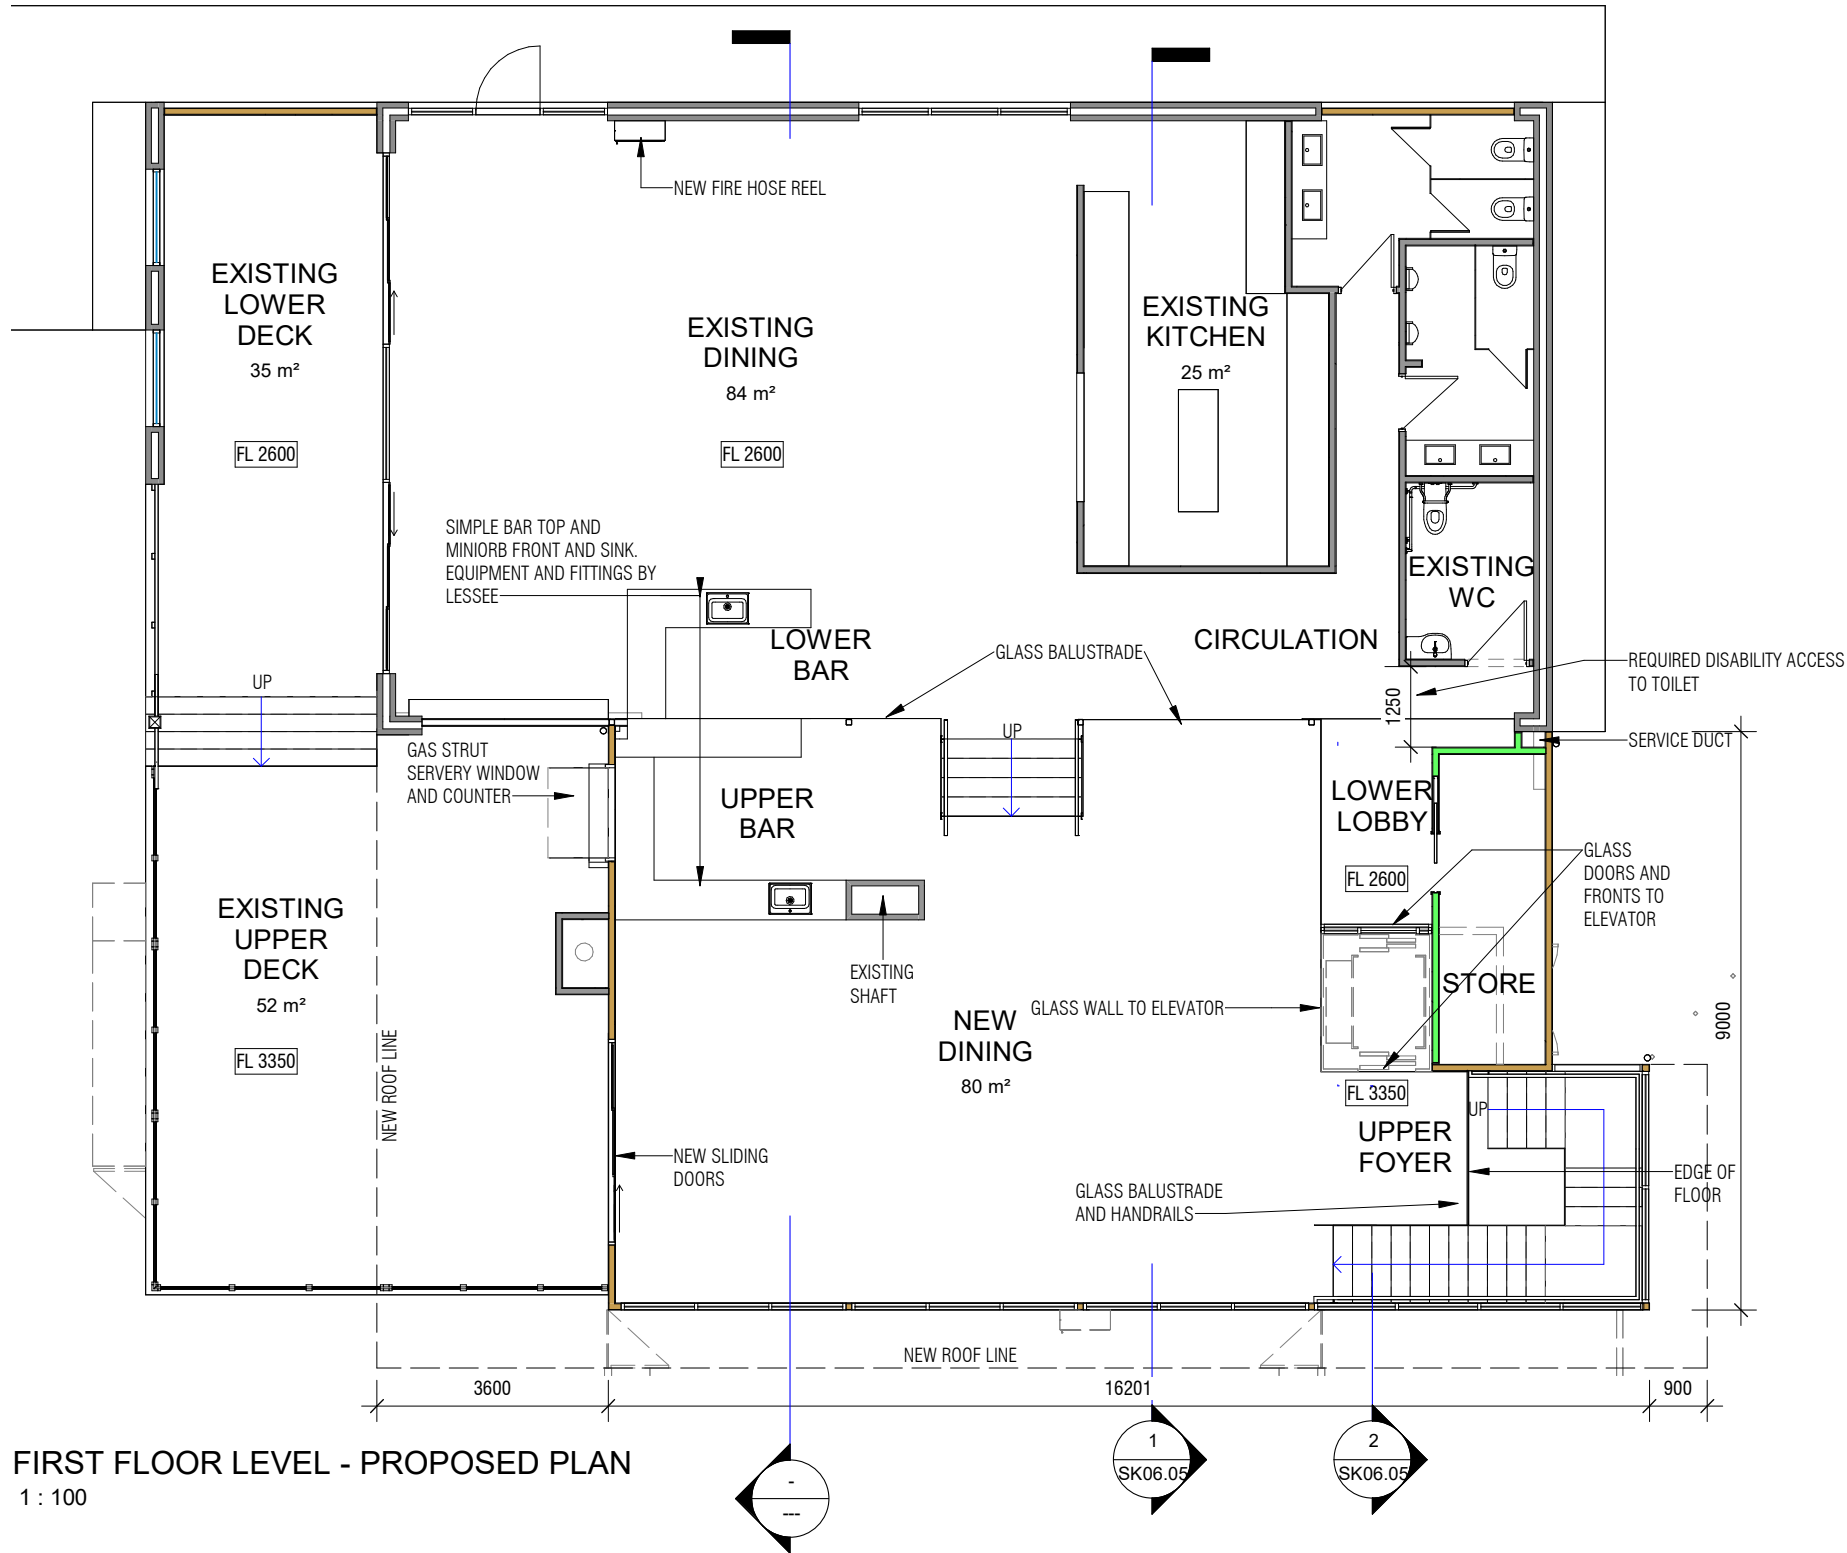 NEW FIRE HOSE REEL
EXISTING
LOWER
DECK
35 m²
FL 2600
EXISTING
DINING
84 m²
FL 2600
EXISTING
KITCHEN
25 m²
SIMPLE BAR TOP AND
MINIORB FRONT AND SINK.
EQUIPMENT AND FITTINGS BY
LESSEE
EXISTING
WC
LOWER
BAR
GLASS BALUSTRADE
CIRCULATION
REQUIRED DISABILITY ACCESS
TO TOILET
1250
UP
UP
SERVICE DUCT
GAS STRUT
SERVERY WINDOW
AND COUNTER
UPPER
BAR
LOWER
LOBBY
FL 2600
GLASS
DOORS AND
FRONTS TO
ELEVATOR
EXISTING
UPPER
DECK
52 m²
FL 3350
EXISTING
SHAFT
GLASS WALL TO ELEVATOR
STORE
9000
NEW ROOF LINE
NEW
DINING
80 m²
FL 3350
UP
UPPER
FOYER
NEW SLIDING
DOORS
GLASS BALUSTRADE
AND HANDRAILS
EDGE OF
FLOOR
NEW ROOF LINE
3600
16201
900
FIRST FLOOR LEVEL - PROPOSED PLAN
1 : 100
-
---
1
SK06.05
2
SK06.05